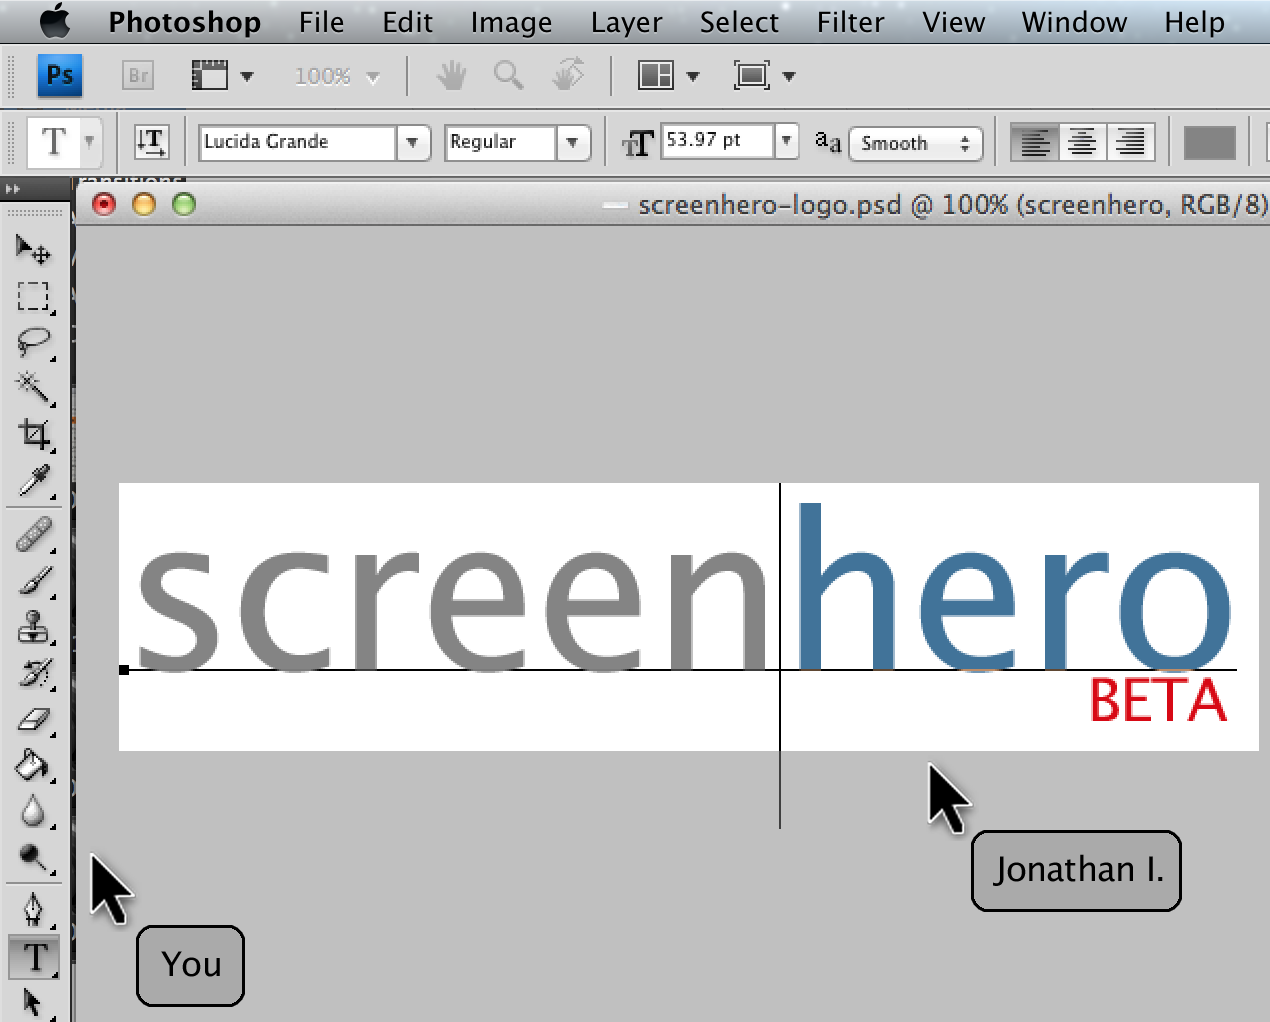 Photoshop File Edit Image Layer Select Filter View Window Help
Ps Br 100%
T T Lucida Grande Regular TT 53.97 pt aa Smooth
screenhero-logo.psd @ 100% (screenhero, RGB/8)
screenhero
BETA
Jonathan I.
T You